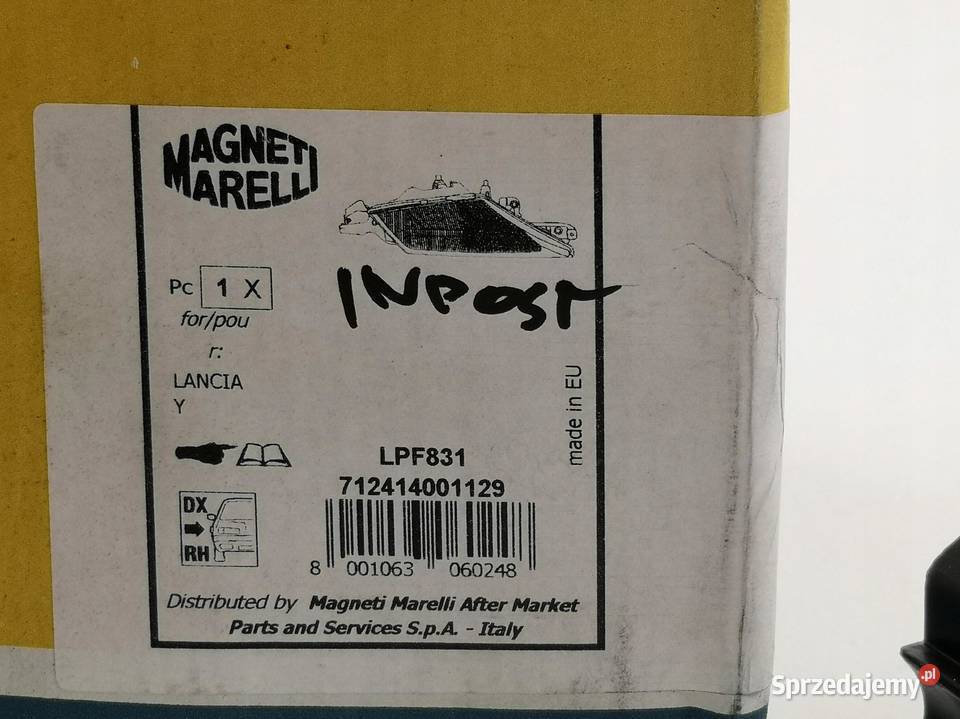 MAGNETI
MARELLI
INPOST
Pc 1 X
for/pou
r:
LANCIA
Y
made in EU
LPF831
712414001129
DX
RH
8 001063 060248
Distributed by Magneti Marelli After Market
Parts and Services S.p.A. - Italy
Sprzedajemy.pl